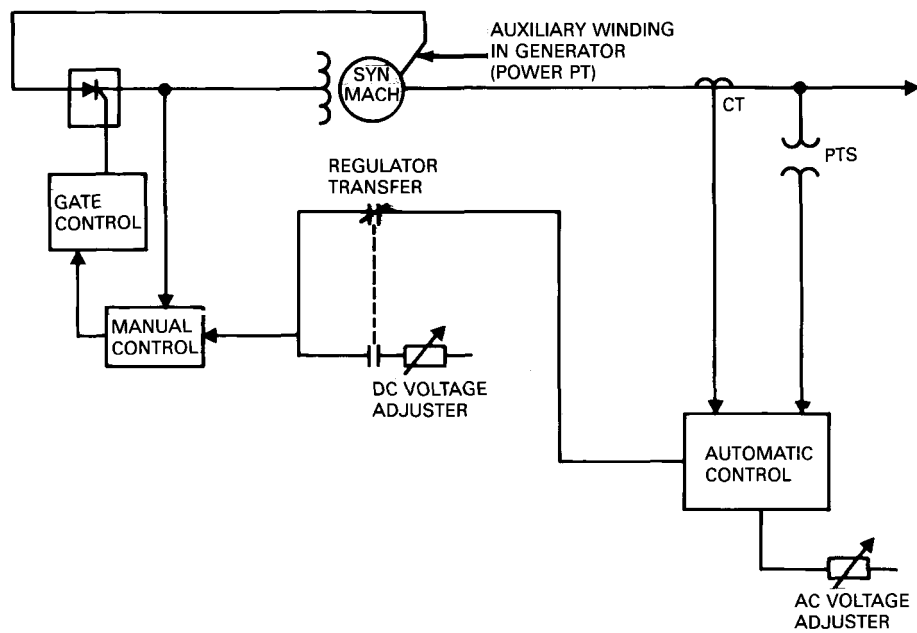 AUXILIARY WINDING
IN GENERATOR
(POWER PT)
SYN
MACH
CT
PTS
REGULATOR
TRANSFER
GATE
CONTROL
MANUAL
CONTROL
DC VOLTAGE
ADJUSTER
AUTOMATIC
CONTROL
AC VOLTAGE
ADJUSTER